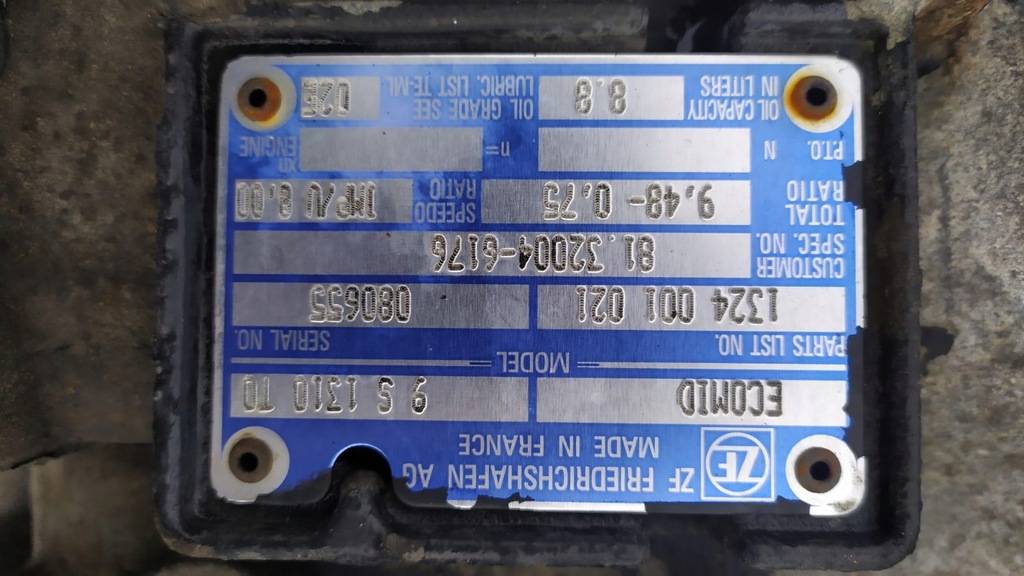 ZF ZF FRIEDRICHSHAFEN AG
MADE IN FRANCE
ECOMID 9 S 1310 TO
MODEL
PARTS LIST NO. SERIAL NO.
1324 001 021 080655
CUSTOMER SPEC. NO. 81.32004-6176
TOTAL RATIO 9,48- 0,75 SPEEDO RATIO IMP/U 8,00
P.T.O. N n= XN ENGINE
OIL CAPACITY IN LITERS 8.8 OIL GRADE SEE LUBRIC. LIST TE-ML 02E